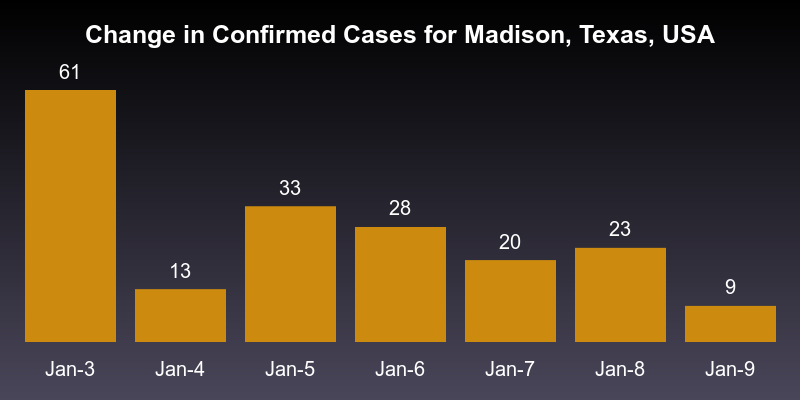 Change in Confirmed Cases for Madison, Texas, USA
61
13
33
28
20
23
9
Jan-3
Jan-4
Jan-5
Jan-6
Jan-7
Jan-8
Jan-9